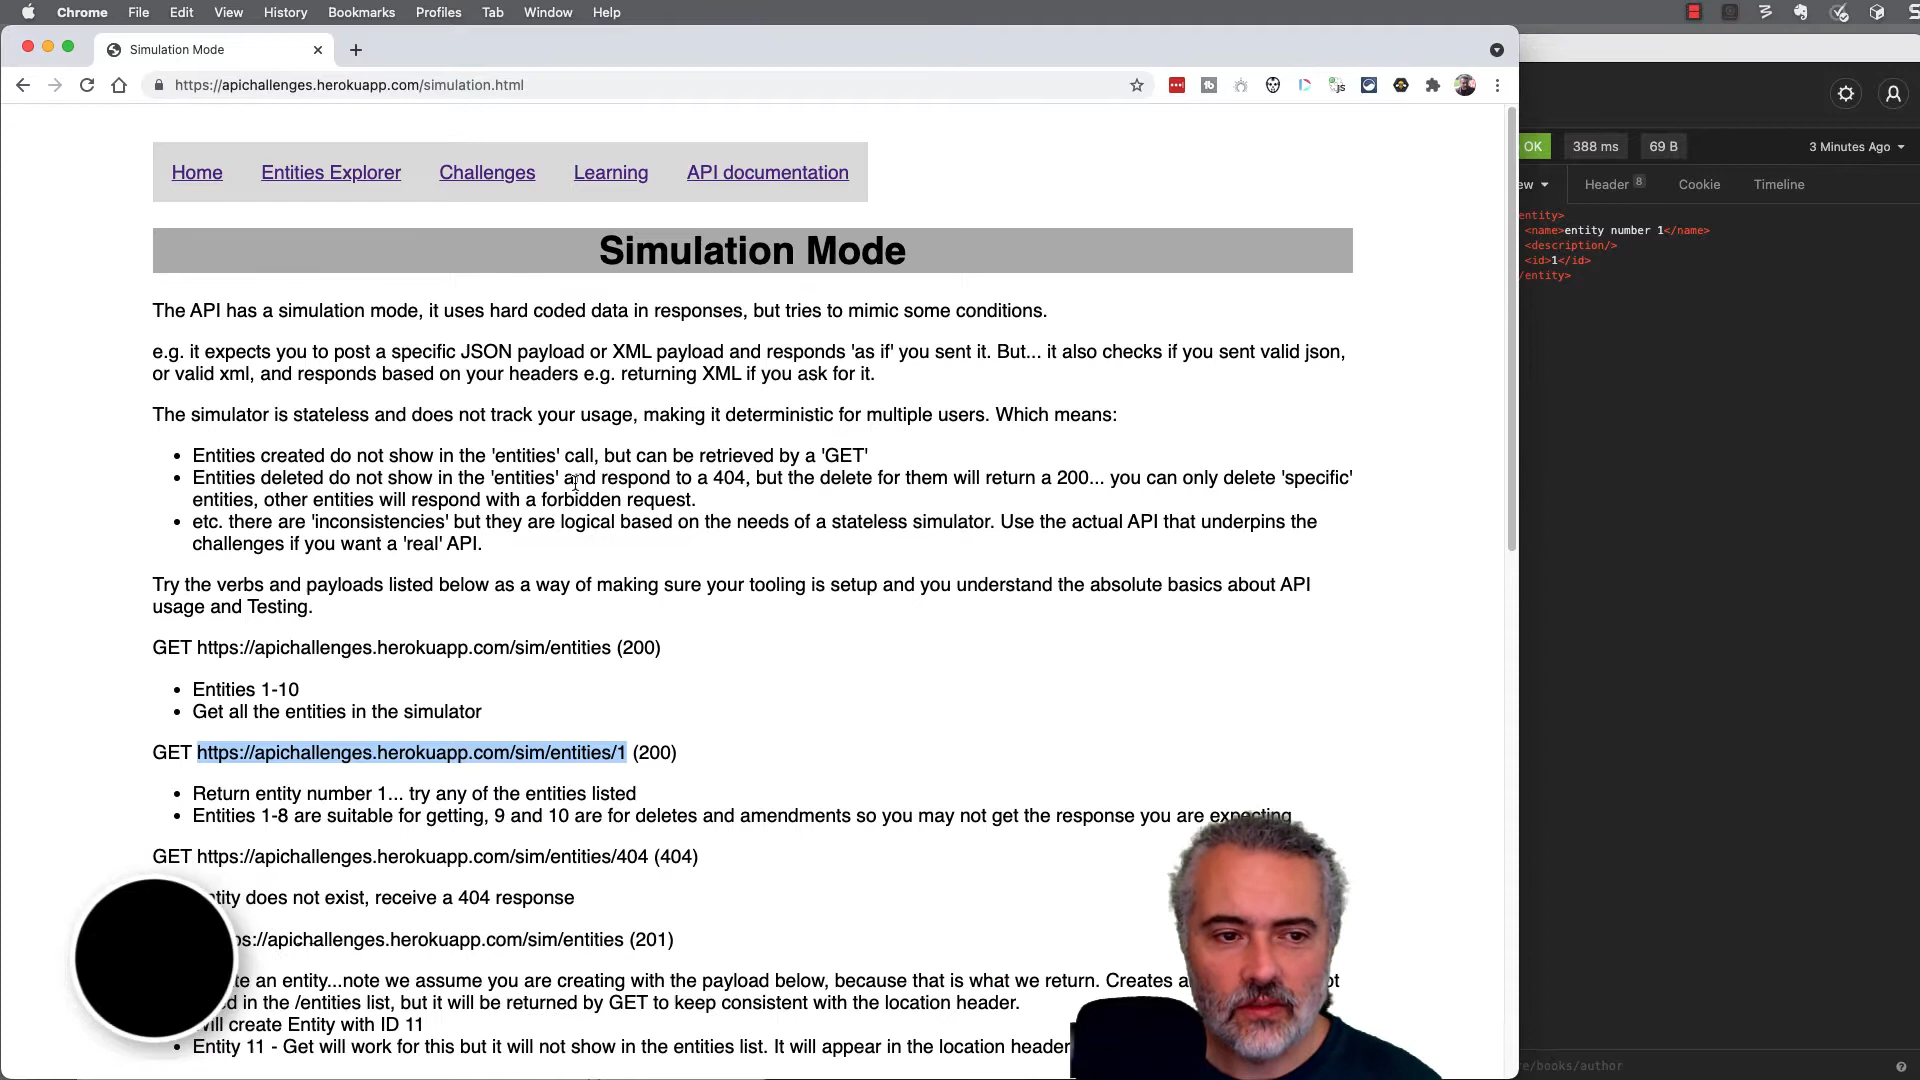 Chrome File Edit View History Bookmarks Profiles Tab Window Help
Simulation Mode
https://apichallenges.herokuapp.com/simulation.html
Home Entities Explorer Challenges Learning API documentation
Simulation Mode
The API has a simulation mode, it uses hard coded data in responses, but tries to mimic some conditions.
e.g. it expects you to post a specific JSON payload or XML payload and responds 'as if' you sent it. But... it also checks if you sent valid json,
or valid xml, and responds based on your headers e.g. returning XML if you ask for it.
The simulator is stateless and does not track your usage, making it deterministic for multiple users. Which means:
Entities created do not show in the 'entities' call, but can be retrieved by a 'GET'
Entities deleted do not show in the 'entities' and respond to a 404, but the delete for them will return a 200... you can only delete 'specific'
entities, other entities will respond with a forbidden request.
etc. there are 'inconsistencies' but they are logical based on the needs of a stateless simulator. Use the actual API that underpins the
challenges if you want a 'real' API.
Try the verbs and payloads listed below as a way of making sure your tooling is setup and you understand the absolute basics about API
usage and Testing.
GET https://apichallenges.herokuapp.com/sim/entities (200)
Entities 1-10
Get all the entities in the simulator
GET https://apichallenges.herokuapp.com/sim/entities/1 (200)
Return entity number 1... try any of the entities listed
Entities 1-8 are suitable for getting, 9 and 10 are for deletes and amendments so you may not get the response you are expecting
GET https://apichallenges.herokuapp.com/sim/entities/404 (404)
does not exist, receive a 404 response
://apichallenges.herokuapp.com/sim/entities (201)
an entity...note we assume you are creating with the payload below, because that is what we return. Creates
in the /entities list, but it will be returned by GET to keep consistent with the location header.
will create Entity with ID 11
Entity 11 - Get will work for this but it will not show in the entities list. It will appear in the location header
OK 388 ms 69 B 3 Minutes Ago
Header 8 Cookie Timeline
entity>
<name>entity number 1</name>
<description/>
<id>1</id>
/entity>
/books/author